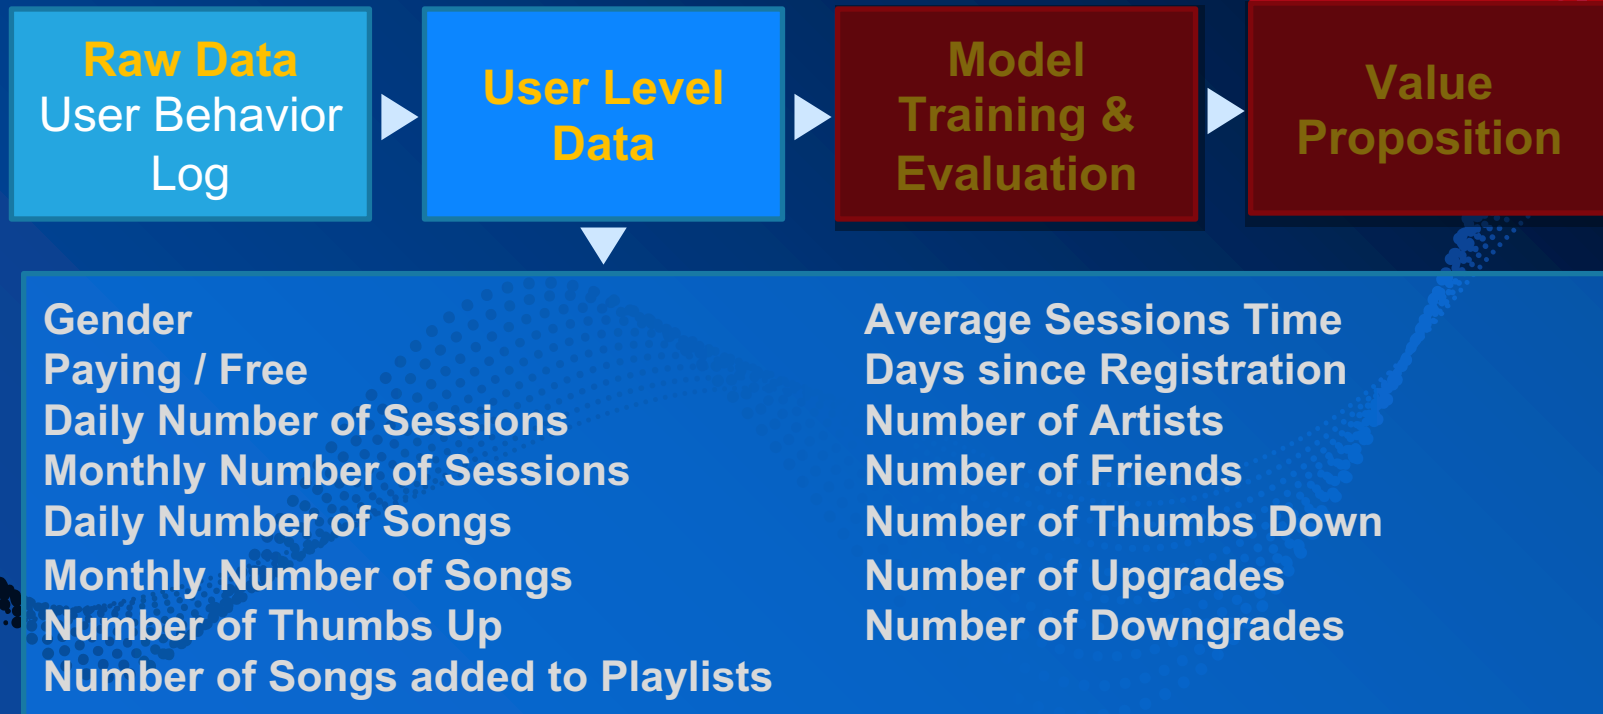 Raw Data
User Behavior
Log
User Level
Data
Model
Training &
Evaluation
Value
Proposition
Gender
Paying / Free
Daily Number of Sessions
Monthly Number of Sessions
Daily Number of Songs
Monthly Number of Songs
Number of Thumbs Up
Number of Songs added to Playlists
Average Sessions Time
Days since Registration
Number of Artists
Number of Friends
Number of Thumbs Down
Number of Upgrades
Number of Downgrades